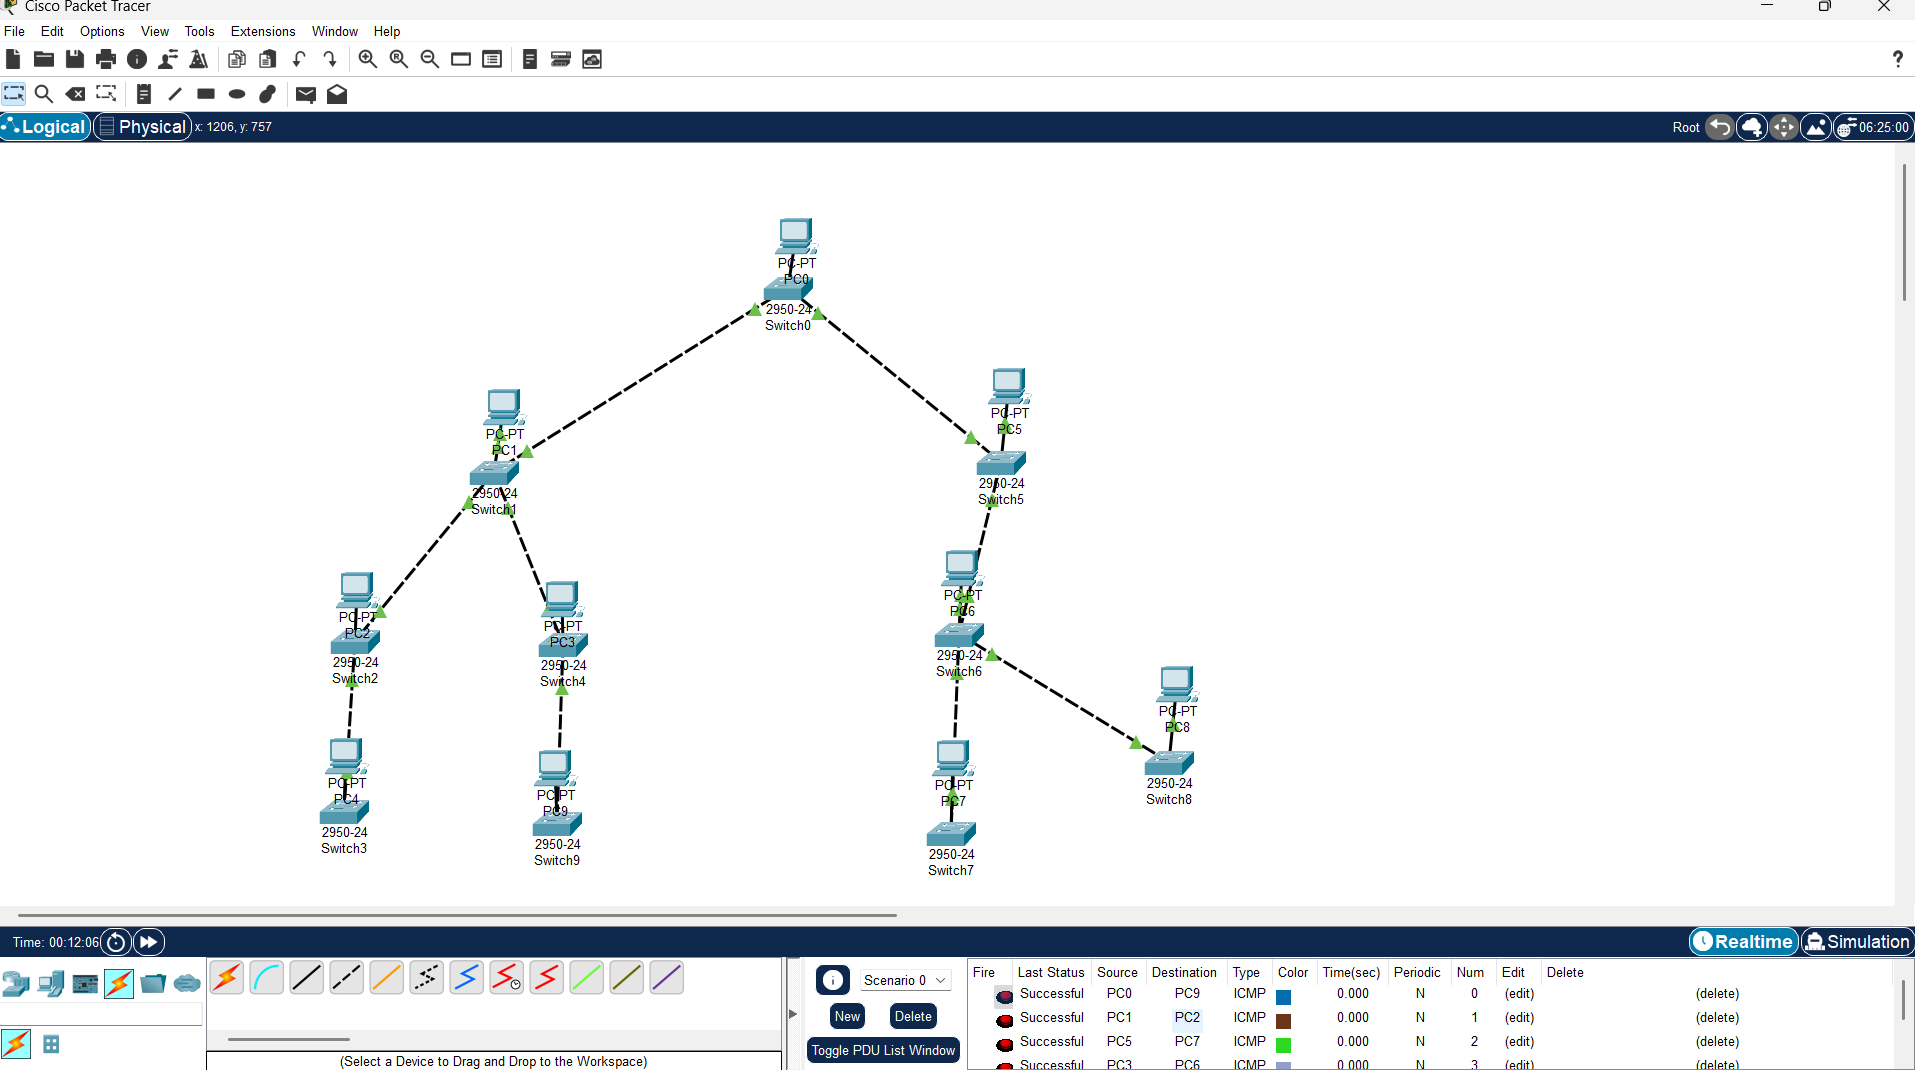 Cisco Packet Tracer
File Edit Options View Tools Extensions Window Help
Logical Physical x: 1206, y: 757 Root 06:25:00
PC-PT
PC0
2950-24
Switch0
PC-PT
PC5
2950-24
Switch5
PC-PT
PC1
2950-24
Switch1
PC-PT
PC2
2950-24
Switch2
PC-PT
PC3
2950-24
Switch4
PC-PT
PC6
2950-24
Switch6
PC-PT
PC8
2950-24
Switch8
PC-PT
PC4
2950-24
Switch3
PC-PT
PC9
2950-24
Switch9
PC-PT
PC7
2950-24
Switch7
Time: 00:12:06 Realtime Simulation
Scenario 0
New Delete
Toggle PDU List Window
(Select a Device to Drag and Drop to the Workspace)
Fire Last Status Source Destination Type Color Time(sec) Periodic Num Edit Delete
Successful PC0 PC9 ICMP 0.000 N 0 (edit) (delete)
Successful PC1 PC2 ICMP 0.000 N 1 (edit) (delete)
Successful PC5 PC7 ICMP 0.000 N 2 (edit) (delete)
Successful PC3 PC6 ICMP 0.000 N 3 (edit) (delete)